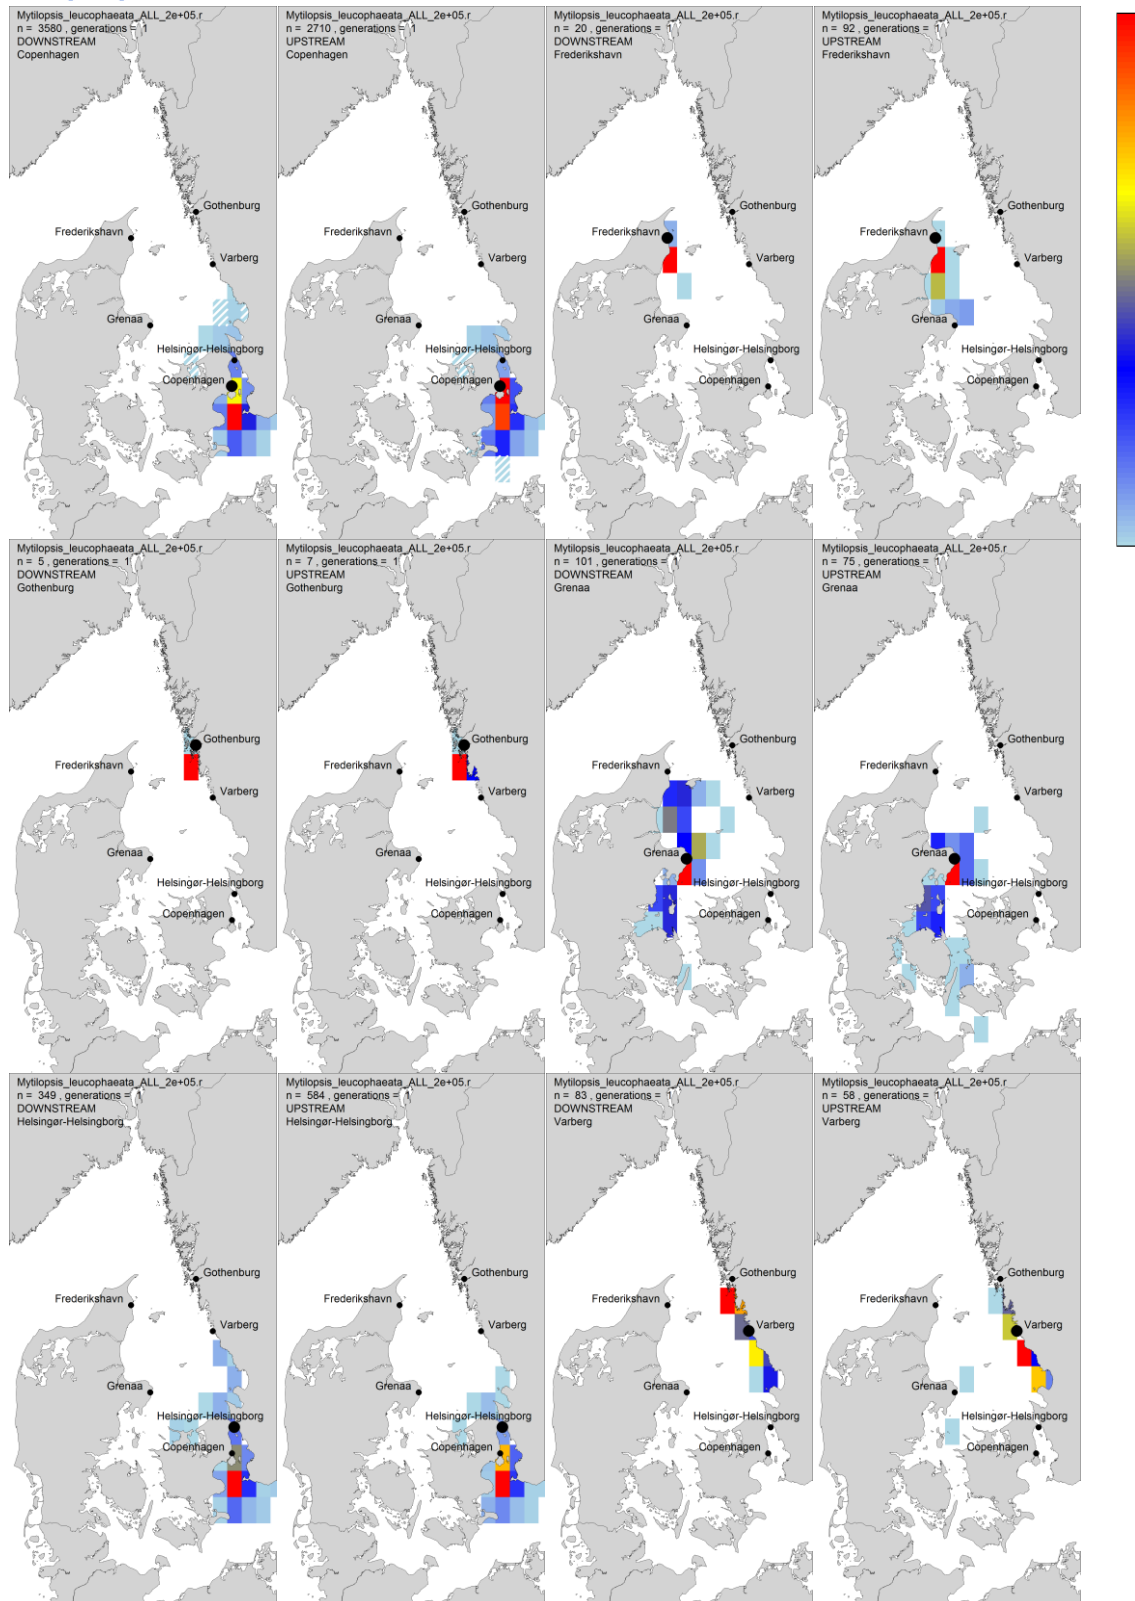 Mytilopsis_leucophaeata_ALL_2e+05.r
n = 3580 , generations = 1
DOWNSTREAM
Copenhagen
Gothenburg
Frederikshavn
Varberg
Grenaa
Helsingør-Helsingborg
Copenhagen
Mytilopsis_leucophaeata_ALL_2e+05.r
n = 2710 , generations = 1
UPSTREAM
Copenhagen
Gothenburg
Frederikshavn
Varberg
Grenaa
Helsingør-Helsingborg
Copenhagen
Mytilopsis_leucophaeata_ALL_2e+05.r
n = 20 , generations = 1
DOWNSTREAM
Frederikshavn
Gothenburg
Frederikshavn
Varberg
Grenaa
Helsingør-Helsingborg
Copenhagen
Mytilopsis_leucophaeata_ALL_2e+05.r
n = 92 , generations = 1
UPSTREAM
Frederikshavn
Gothenburg
Frederikshavn
Varberg
Grenaa
Helsingør-Helsingborg
Copenhagen
Mytilopsis_leucophaeata_ALL_2e+05.r
n = 5 , generations = 1
DOWNSTREAM
Gothenburg
Gothenburg
Frederikshavn
Varberg
Grenaa
Helsingør-Helsingborg
Copenhagen
Mytilopsis_leucophaeata_ALL_2e+05.r
n = 7 , generations = 1
UPSTREAM
Gothenburg
Gothenburg
Frederikshavn
Varberg
Grenaa
Helsingør-Helsingborg
Copenhagen
Mytilopsis_leucophaeata_ALL_2e+05.r
n = 101 , generations = 1
DOWNSTREAM
Grenaa
Gothenburg
Frederikshavn
Varberg
Grenaa
Helsingør-Helsingborg
Copenhagen
Mytilopsis_leucophaeata_ALL_2e+05.r
n = 75 , generations = 1
UPSTREAM
Grenaa
Gothenburg
Frederikshavn
Varberg
Grenaa
Helsingør-Helsingborg
Copenhagen
Mytilopsis_leucophaeata_ALL_2e+05.r
n = 349 , generations = 1
DOWNSTREAM
Helsingør-Helsingborg
Gothenburg
Frederikshavn
Varberg
Grenaa
Helsingør-Helsingborg
Copenhagen
Mytilopsis_leucophaeata_ALL_2e+05.r
n = 584 , generations = 1
UPSTREAM
Helsingør-Helsingborg
Gothenburg
Frederikshavn
Varberg
Grenaa
Helsingør-Helsingborg
Copenhagen
Mytilopsis_leucophaeata_ALL_2e+05.r
n = 83 , generations = 1
DOWNSTREAM
Varberg
Gothenburg
Frederikshavn
Varberg
Grenaa
Helsingør-Helsingborg
Copenhagen
Mytilopsis_leucophaeata_ALL_2e+05.r
n = 58 , generations = 1
UPSTREAM
Varberg
Gothenburg
Frederikshavn
Varberg
Grenaa
Helsingør-Helsingborg
Copenhagen